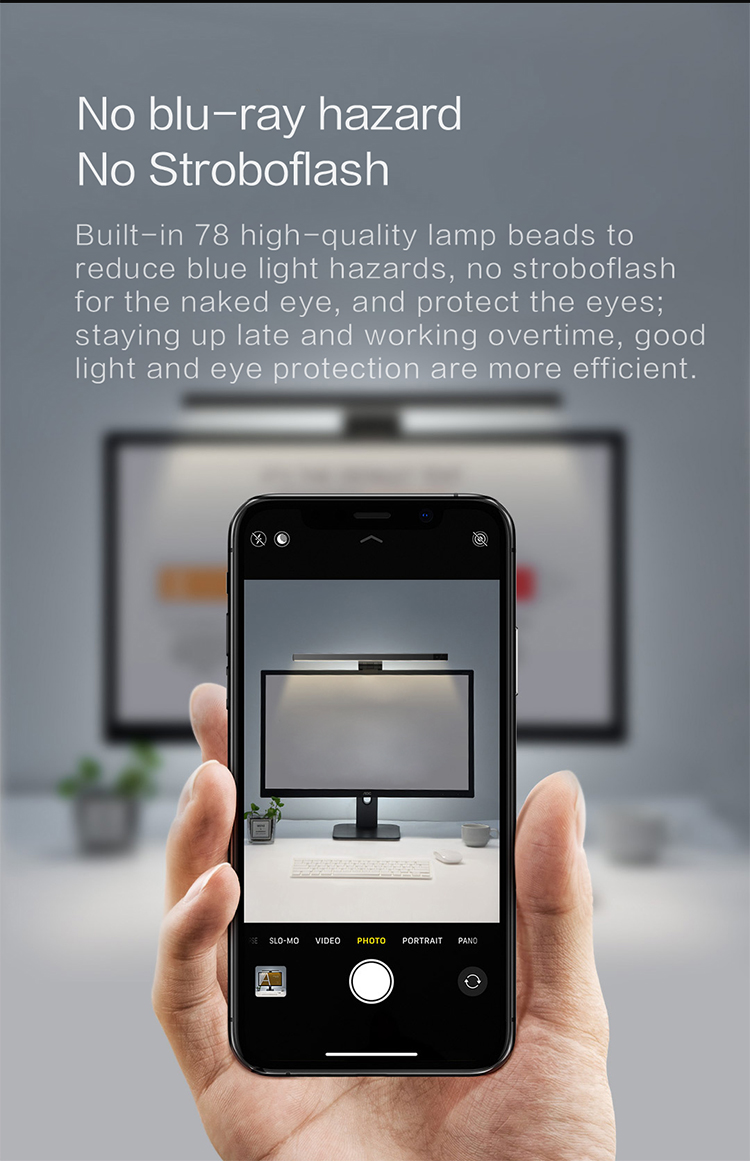 No blu-ray hazard
No Stroboflash
Built-in 78 high-quality lamp beads to
reduce blue light hazards, no stroboflash
for the naked eye, and protect the eyes;
staying up late and working overtime, good
light and eye protection are more efficient.
SLO-MO VIDEO PHOTO PORTRAIT PANO